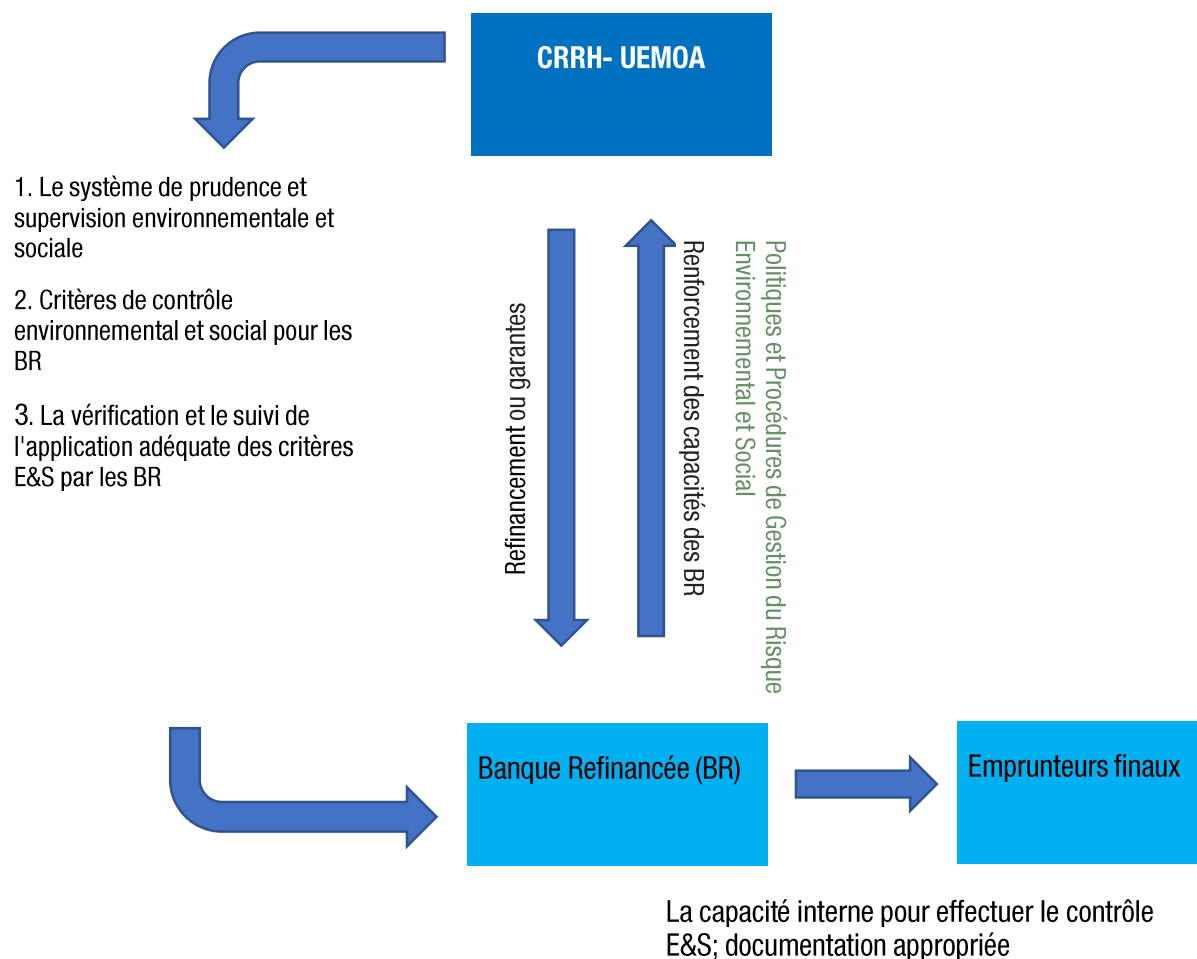 CRRH- UEMOA
1. Le système de prudence et
supervision environnementale et
sociale
2. Critères de contrôle
environnemental et social pour les
BR
3. La vérification et le suivi de
l'application adéquate des critères
E&S par les BR
Refinancement ou garantes
Renforcement des capacités des BR
Politiques et Procédures de Gestion du Risque
Environnemental et Social
Banque Refinancée (BR)
Emprunteurs finaux
La capacité interne pour effectuer le contrôle
E&S; documentation appropriée